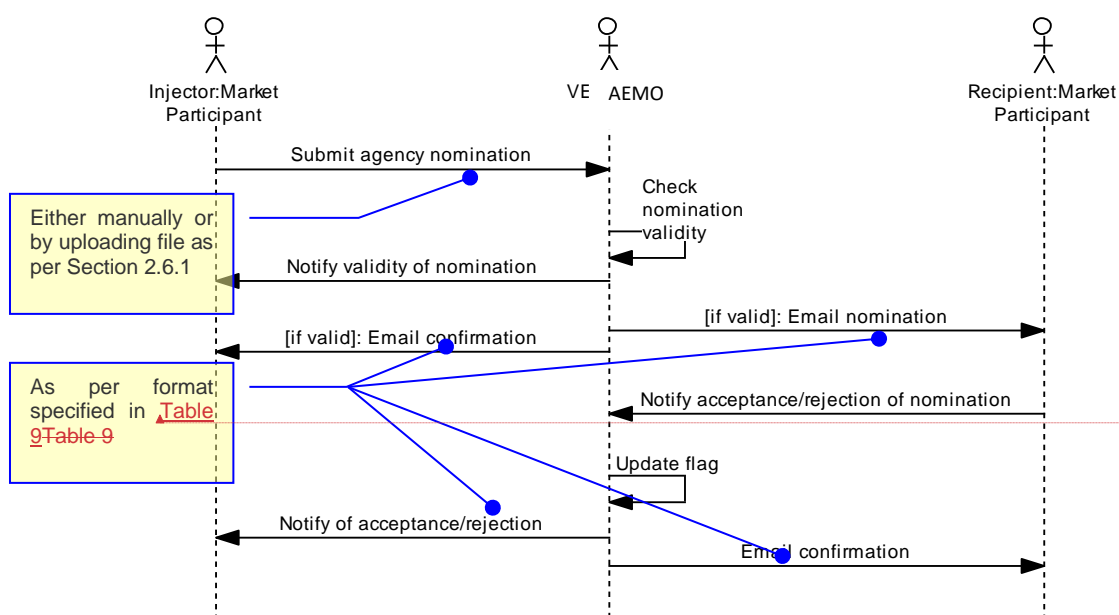 Injector:Market
Participant
VE AEMO
Recipient:Market
Participant
Submit agency nomination
Check
nomination
validity
Either manually or
by uploading file as
per Section 2.6.1
Notify validity of nomination
[if valid]: Email nomination
[if valid]: Email confirmation
As per format
specified in Table
9Table 9
Notify acceptance/rejection of nomination
Update flag
Notify of acceptance/rejection
Email confirmation